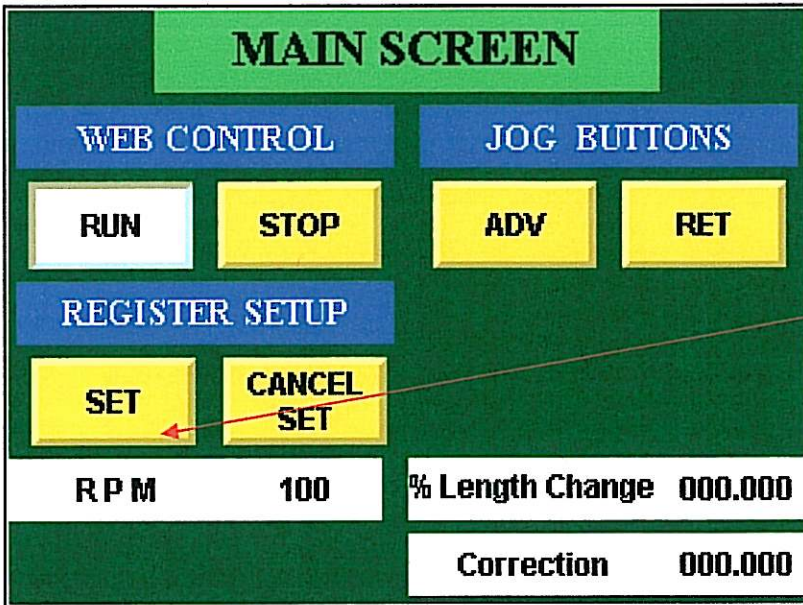 MAIN SCREEN
WEB CONTROL
JOG BUTTONS
RUN
STOP
ADV
RET
REGISTER SETUP
SET
CANCEL
SET
RPM 100
% Length Change 000.000
Correction 000.000